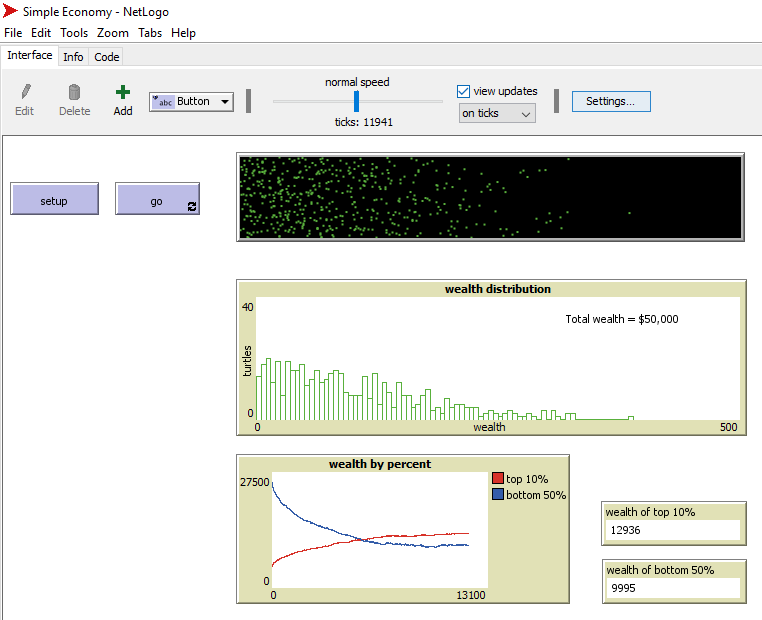 Simple Economy - NetLogo
File Edit Tools Zoom Tabs Help
Interface Info Code
Edit Delete Add abc Button normal speed ticks: 11941 view updates on ticks Settings...
setup go
wealth distribution
40
Total wealth = $50,000
turtles
0
0 wealth 500
wealth by percent
27500
top 10%
bottom 50%
0
0 13100
wealth of top 10%
12936
wealth of bottom 50%
9995